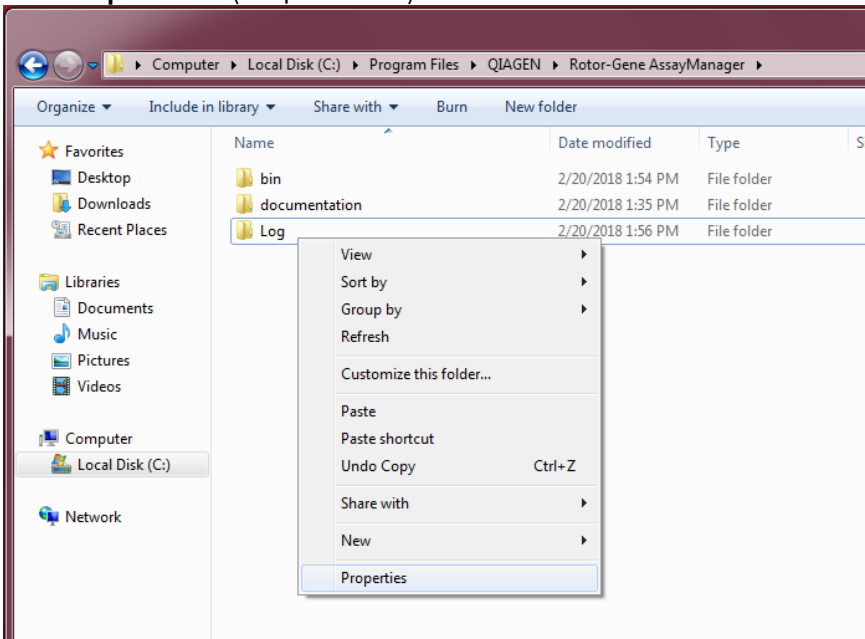 Computer ▸ Local Disk (C:) ▸ Program Files ▸ QIAGEN ▸ Rotor-Gene AssayManager ▸
Organize Include in library Share with Burn New folder
Name Date modified Type
Favorites
Desktop
Downloads
Recent Places
Libraries
Documents
Music
Pictures
Videos
Computer
Local Disk (C:)
Network
bin 2/20/2018 1:54 PM File folder
documentation 2/20/2018 1:35 PM File folder
Log 2/20/2018 1:56 PM File folder
View
Sort by
Group by
Refresh
Customize this folder...
Paste
Paste shortcut
Undo Copy Ctrl+Z
Share with
New
Properties